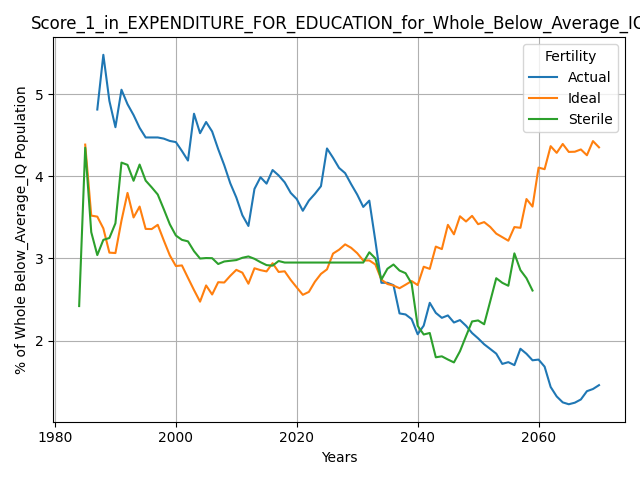 Score_1_in_EXPENDITURE_FOR_EDUCATION_for_Whole_Below_Average_IQ
Fertility
Actual
Ideal
Sterile
% of Whole Below_Average_IQ Population
5
4
3
2
1980
2000
2020
2040
2060
Years